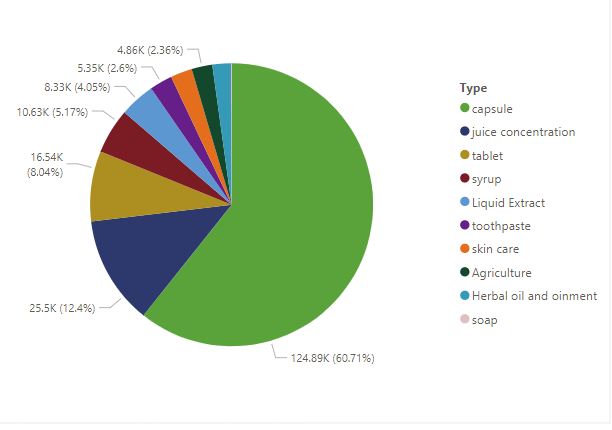 4.86K (2.36%)
5.35K (2.6%)
8.33K (4.05%)
10.63K (5.17%)
16.54K
(8.04%)
25.5K (12.4%)
124.89K (60.71%)
Type
capsule
juice concentration
tablet
syrup
Liquid Extract
toothpaste
skin care
Agriculture
Herbal oil and oinment
soap